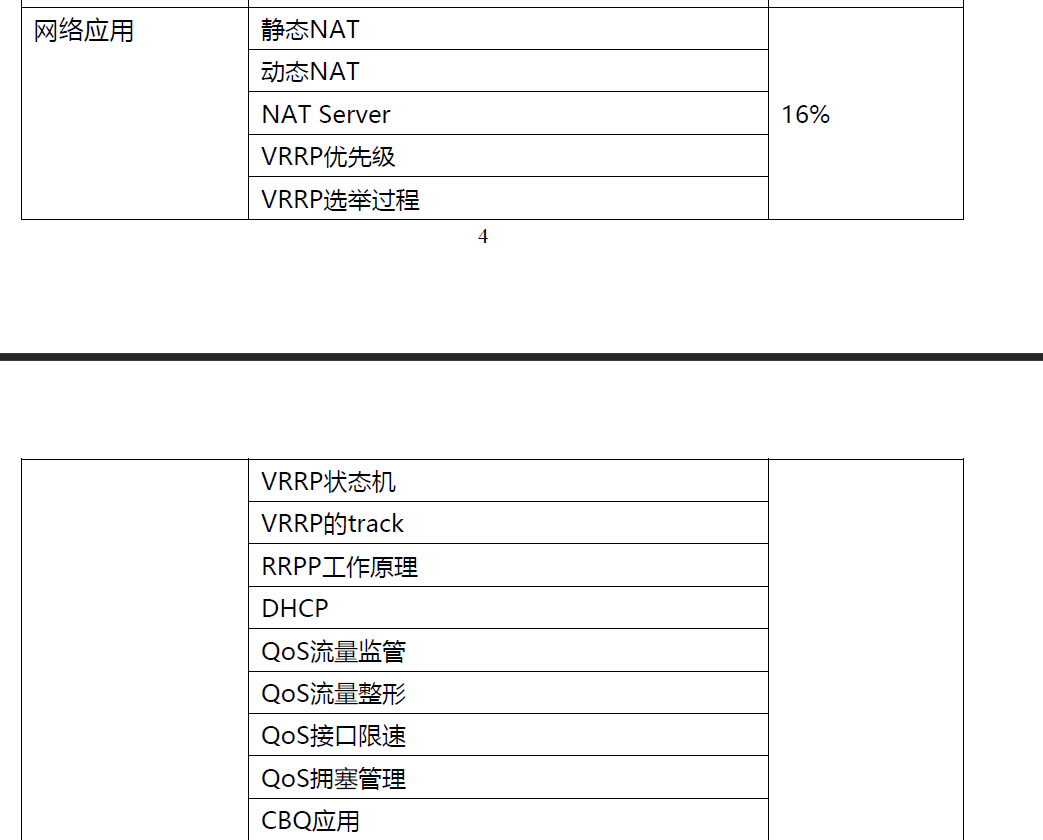 网络应用
静态NAT
动态NAT
NAT Server
16%
VRRP优先级
VRRP选举过程
4
VRRP状态机
VRRP的track
RRPP工作原理
DHCP
QoS流量监管
QoS流量整形
QoS接口限速
QoS拥塞管理
CBQ应用